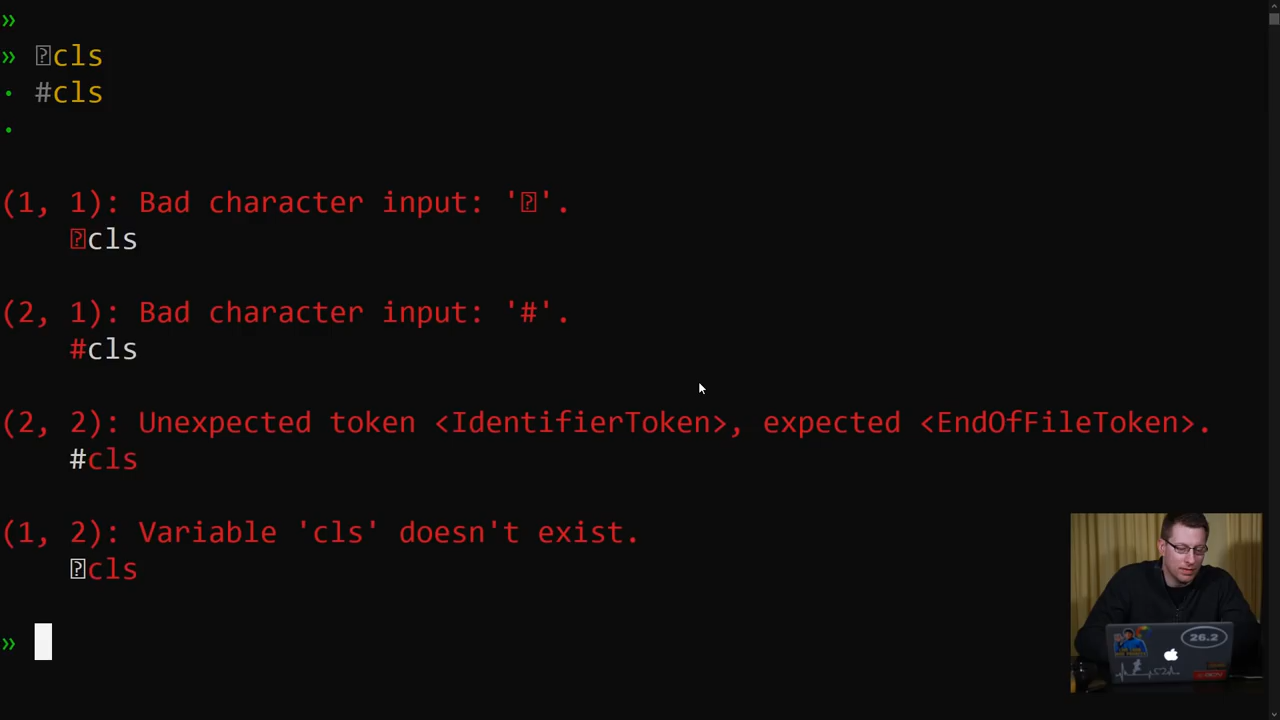 »
» ⍰cls
· #cls
·
(1, 1): Bad character input: '⍰'.
⍰cls
(2, 1): Bad character input: '#'.
#cls
(2, 2): Unexpected token <IdentifierToken>, expected <EndOfFileToken>.
#cls
(1, 2): Variable 'cls' doesn't exist.
⍰cls
»
26.2